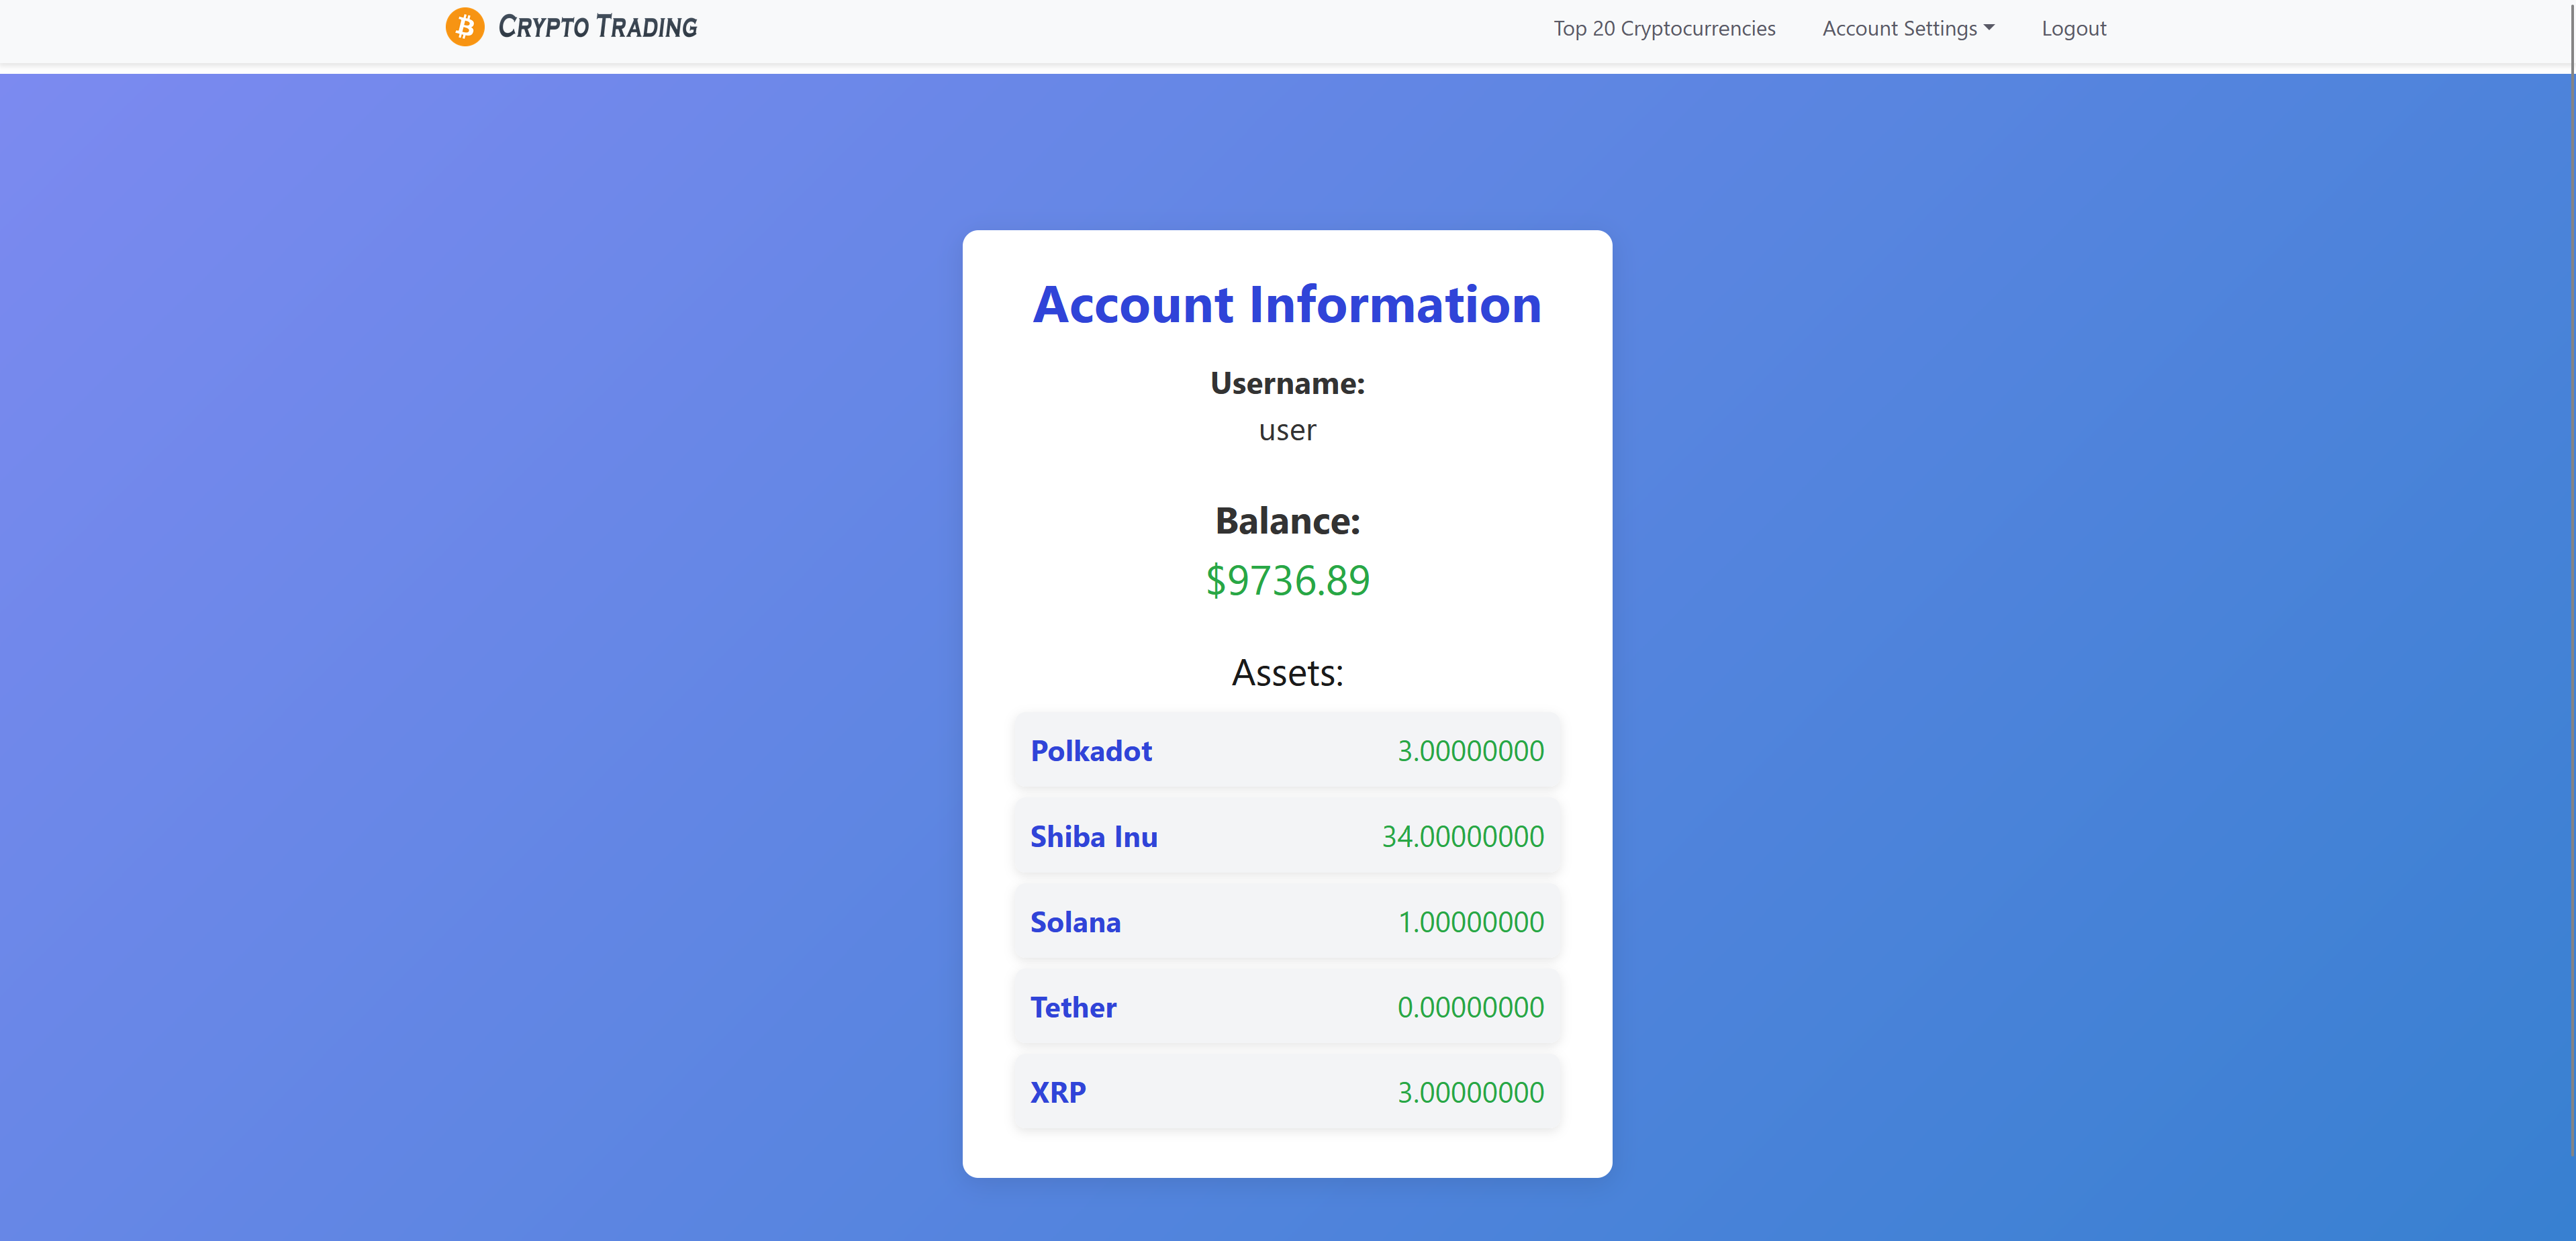 CRYPTO TRADING
Top 20 Cryptocurrencies
Account Settings
Logout
Account Information
Username:
user
Balance:
$9736.89
Assets:
Polkadot 3.00000000
Shiba Inu 34.00000000
Solana 1.00000000
Tether 0.00000000
XRP 3.00000000